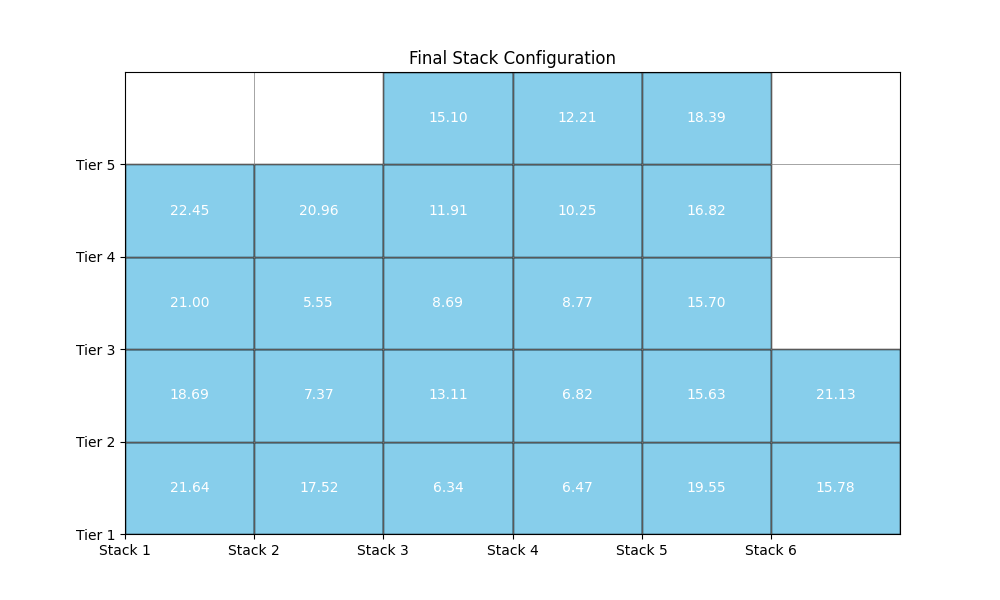 Final Stack Configuration
15.10 12.21 18.39
Tier 5
22.45 20.96 11.91 10.25 16.82
Tier 4
21.00 5.55 8.69 8.77 15.70
Tier 3
18.69 7.37 13.11 6.82 15.63 21.13
Tier 2
21.64 17.52 6.34 6.47 19.55 15.78
Tier 1
Stack 1 Stack 2 Stack 3 Stack 4 Stack 5 Stack 6